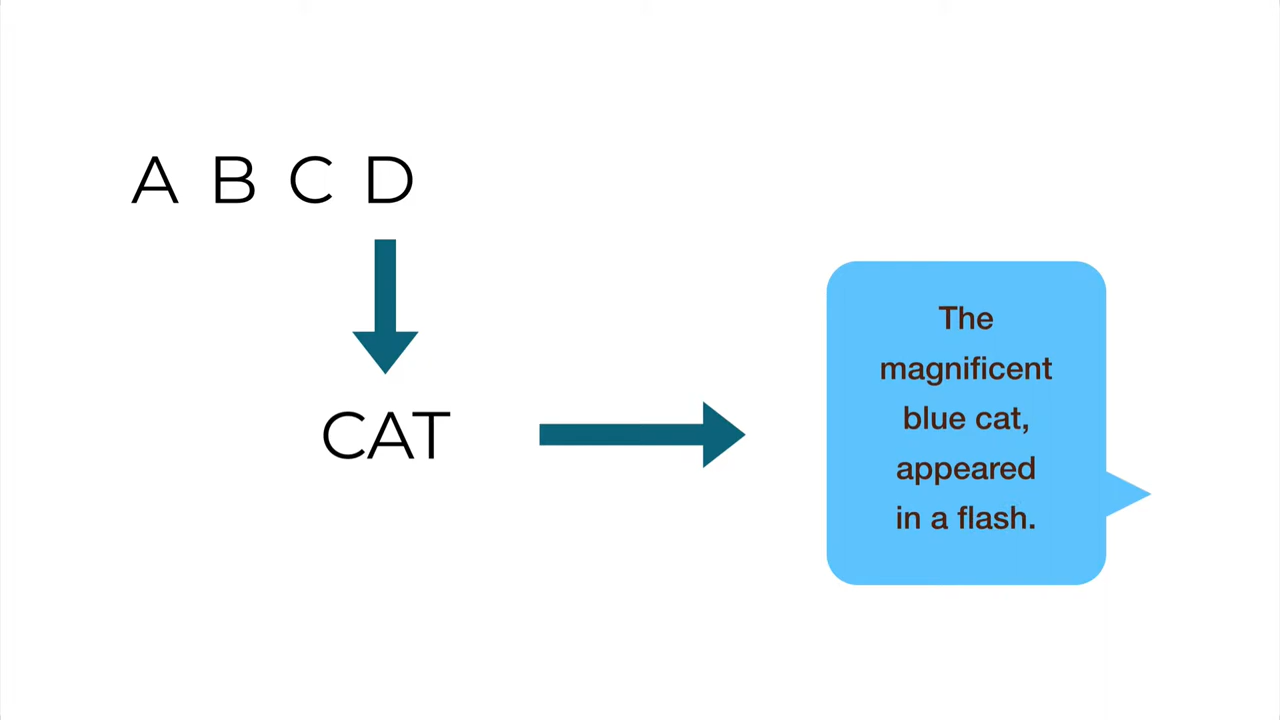 A B C D
CAT
The
magnificent
blue cat,
appeared
in a flash.